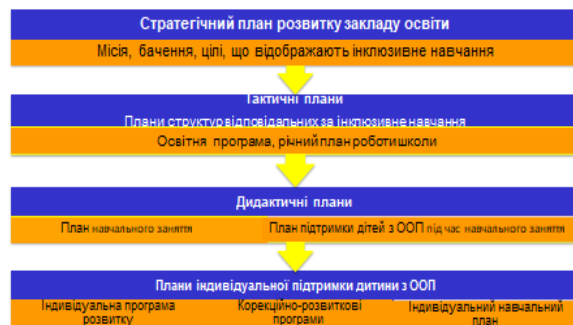 Стратегічний план розвитку закладу освіти
Місія, бачення, цілі, що відображають інклюзивне навчання
Тактичні плани
Плани структур відповідальних за інклюзивне навчання
Освітня програма, річний план роботи школи
Дидактичні плани
План навчального заняття
План підтримки дітей з ООП під час навчального заняття
Плани індивідуальної підтримки дитини з ООП
Індивідуальна програма
розвитку
Корекційно-розвиткові
програми
Індивідуальний навчальний
план